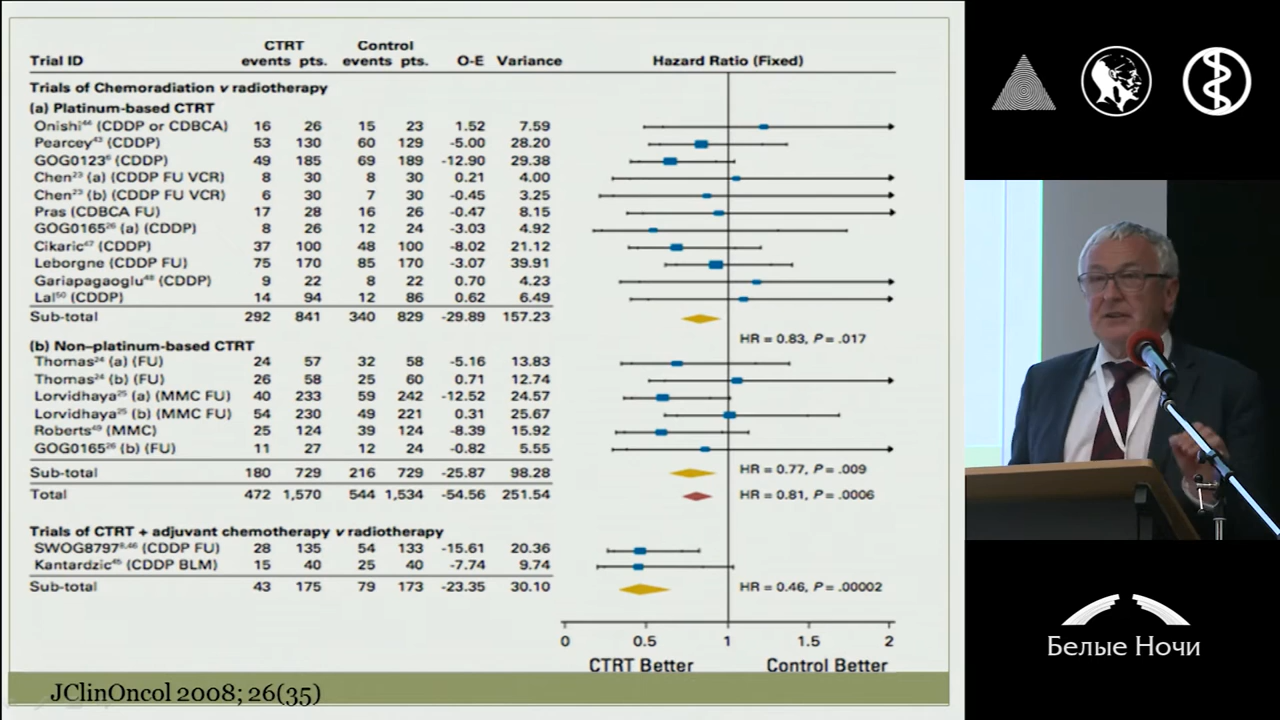 CTRT Control
Trial ID events pts. events pts. O-E Variance Hazard Ratio (Fixed)
Trials of Chemoradiation v radiotherapy
(a) Platinum-based CTRT
Onishi44 (CDDP or CDBCA) 16 26 15 23 1.52 7.59
Pearcey43 (CDDP) 53 130 60 129 -5.00 28.20
GOG01236 (CDDP) 49 185 69 189 -12.90 29.38
Chen23 (a) (CDDP FU VCR) 8 30 8 30 0.21 4.00
Chen23 (b) (CDDP FU VCR) 6 30 7 30 -0.45 3.25
Pras (CDBCA FU) 17 28 16 26 -0.47 8.15
GOG016526 (a) (CDDP) 8 26 12 24 -3.03 4.92
Cikaric47 (CDDP) 37 100 48 100 -8.02 21.12
Leborgne (CDDP FU) 75 170 85 170 -3.07 39.91
Gariapagaoglu48 (CDDP) 9 22 8 22 0.70 4.23
Lal50 (CDDP) 14 94 12 86 0.62 6.49
Sub-total 292 841 340 829 -29.89 157.23
HR = 0.83, P = .017
(b) Non–platinum-based CTRT
Thomas24 (a) (FU) 24 57 32 58 -5.16 13.83
Thomas24 (b) (FU) 26 58 25 60 0.71 12.74
Lorvidhaya25 (a) (MMC FU) 40 233 59 242 -12.52 24.57
Lorvidhaya25 (b) (MMC FU) 54 230 49 221 0.31 25.67
Roberts49 (MMC) 25 124 39 124 -8.39 15.92
GOG016526 (b) (FU) 11 27 12 24 -0.82 5.55
Sub-total 180 729 216 729 -25.87 98.28 HR = 0.77, P = .009
Total 472 1,570 544 1,534 -54.56 251.54 HR = 0.81, P = .0006
Trials of CTRT + adjuvant chemotherapy v radiotherapy
SWOG87978,46 (CDDP FU) 28 135 54 133 -15.61 20.36
Kantardzic45 (CDDP BLM) 15 40 25 40 -7.74 9.74
Sub-total 43 175 79 173 -23.35 30.10 HR = 0.46, P = .00002
0 0.5 1 1.5 2
CTRT Better Control Better
JClinOncol 2008; 26(35)
Белые Ночи